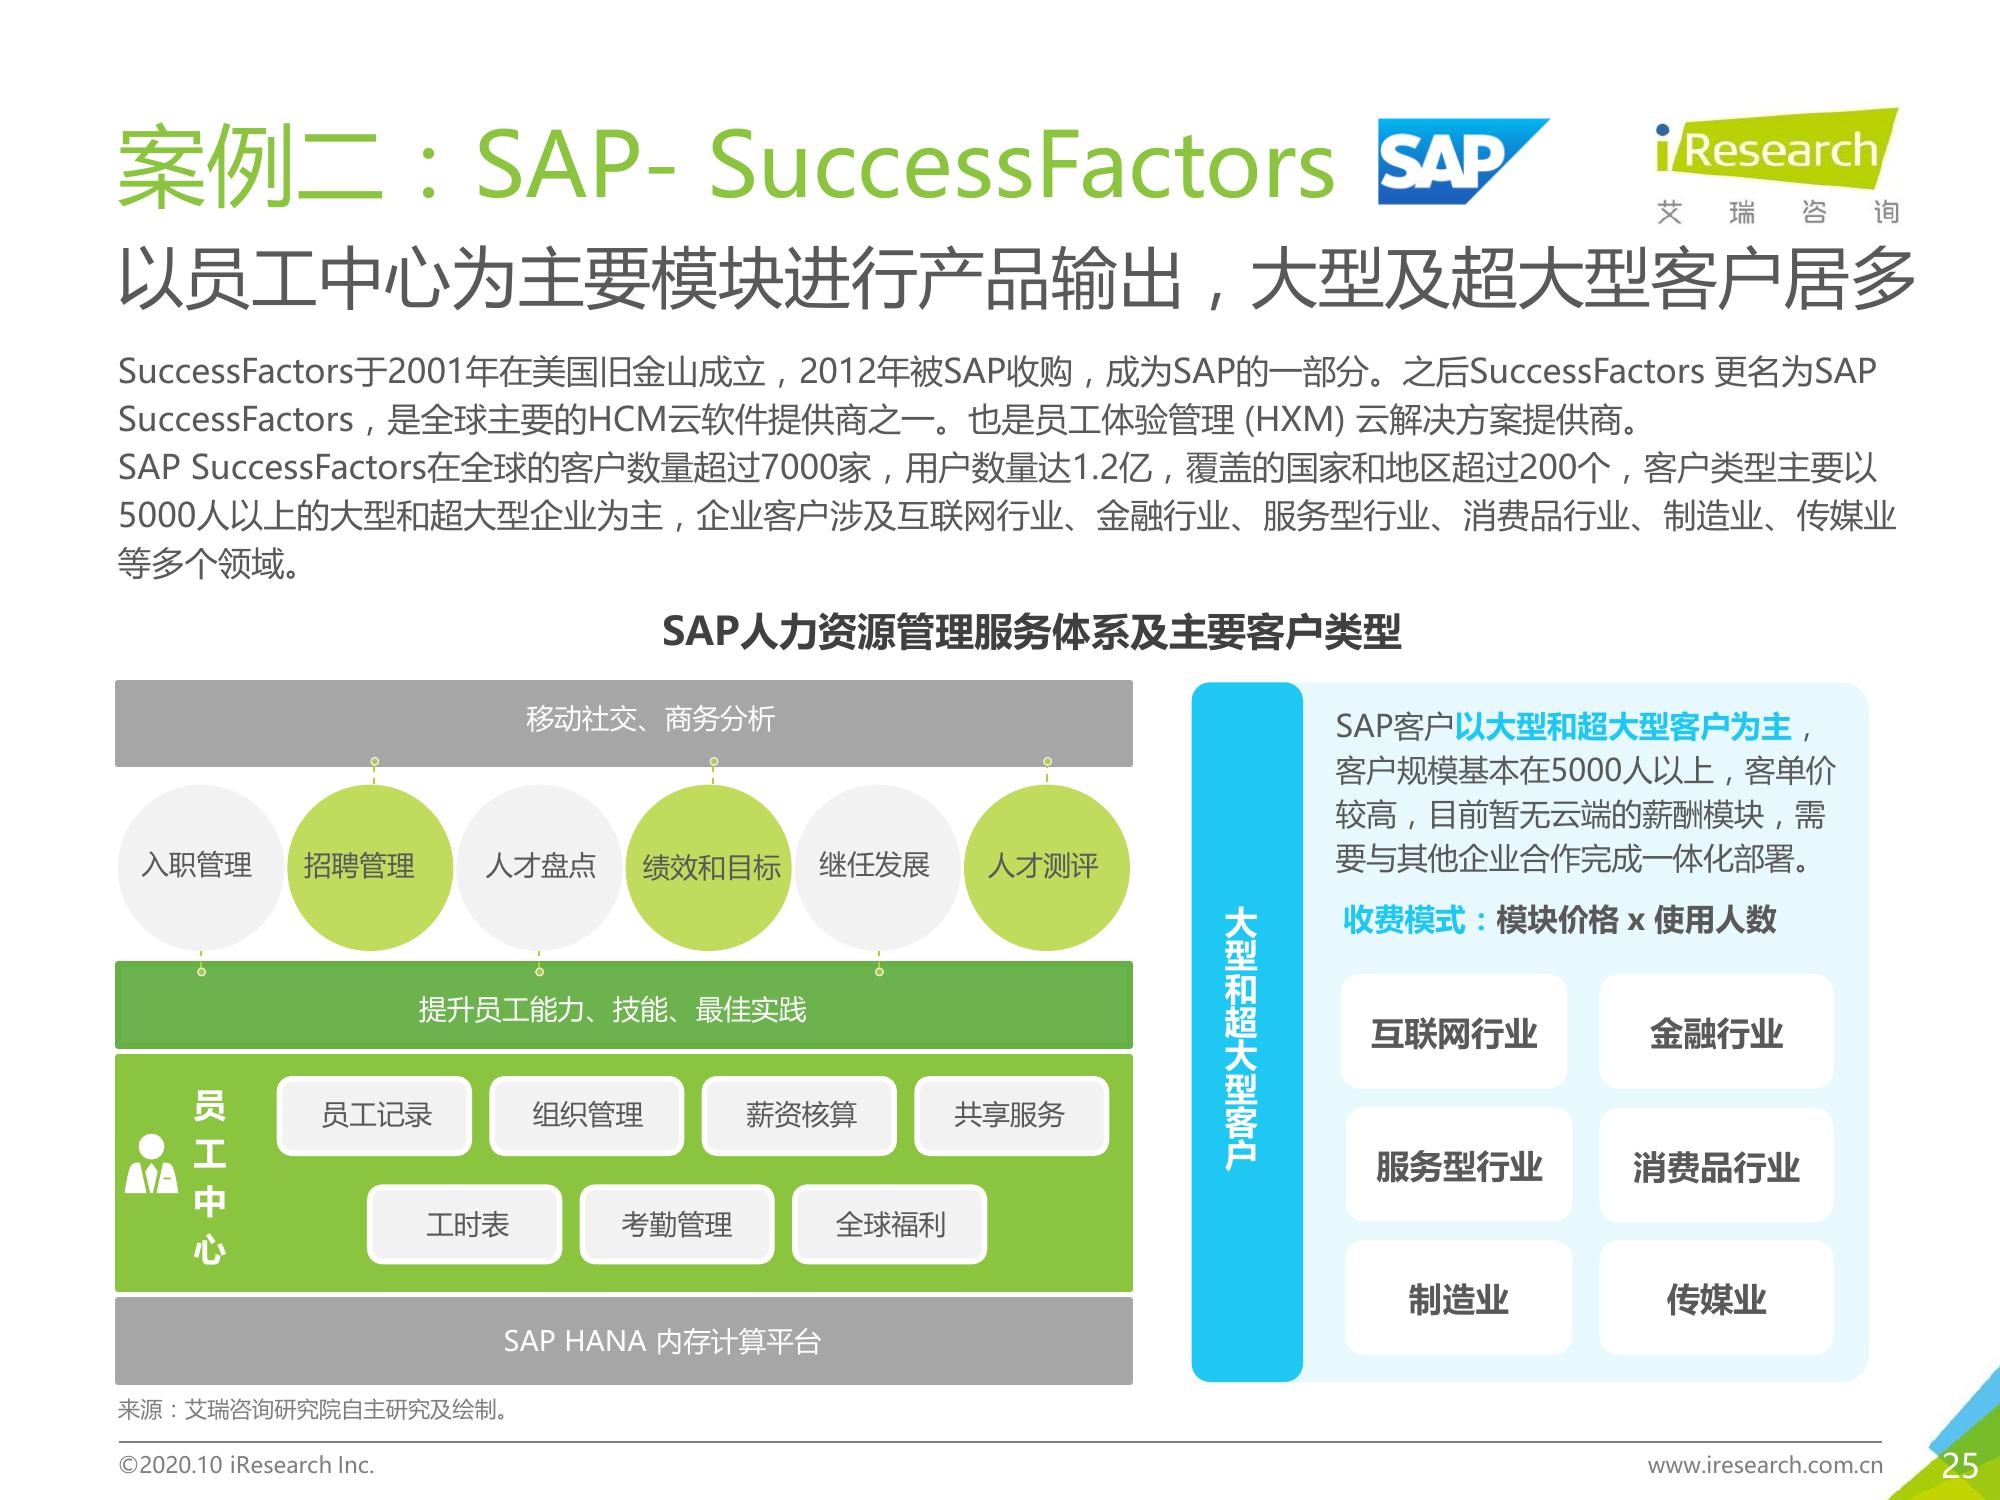 案例二：SAP- SuccessFactors
SAP
iResearch
艾瑞咨询
以员工中心为主要模块进行产品输出，大型及超大型客户居多
SuccessFactors于2001年在美国旧金山成立，2012年被SAP收购，成为SAP的一部分。之后SuccessFactors 更名为SAP
SuccessFactors，是全球主要的HCM云软件提供商之一。也是员工体验管理 (HXM) 云解决方案提供商。
SAP SuccessFactors在全球的客户数量超过7000家，用户数量达1.2亿，覆盖的国家和地区超过200个，客户类型主要以
5000人以上的大型和超大型企业为主，企业客户涉及互联网行业、金融行业、服务型行业、消费品行业、制造业、传媒业
等多个领域。
SAP人力资源管理服务体系及主要客户类型
移动社交、商务分析
入职管理
招聘管理
人才盘点
绩效和目标
继任发展
人才测评
提升员工能力、技能、最佳实践
员工中心
员工记录
组织管理
薪资核算
共享服务
工时表
考勤管理
全球福利
SAP HANA 内存计算平台
大型和超大型客户
SAP客户以大型和超大型客户为主，
客户规模基本在5000人以上，客单价
较高，目前暂无云端的薪酬模块，需
要与其他企业合作完成一体化部署。
收费模式：模块价格 x 使用人数
互联网行业
金融行业
服务型行业
消费品行业
制造业
传媒业
来源：艾瑞咨询研究院自主研究及绘制。
©2020.10 iResearch Inc.
www.iresearch.com.cn
25